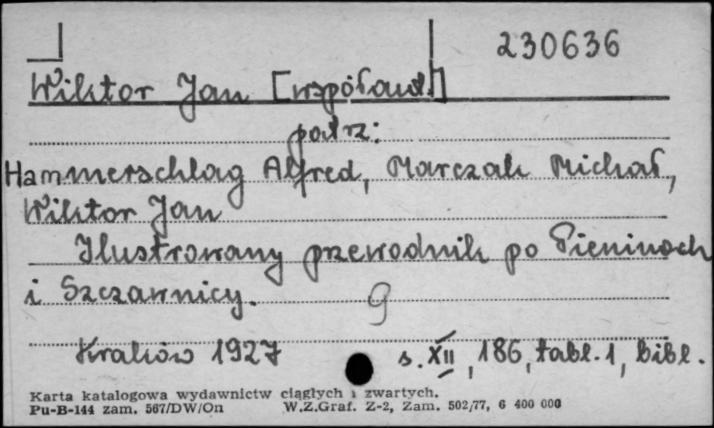 230636
Wiktor Jan [współaut.]
patrz:
Hammerschlag Alfred, Marczak Michał,
Wiktor Jan
Ilustrowany przewodnik po Pieninach
i Szczawnicy. g
Kraków 1927 s. XII, 186, tabl. 1, bibl.
Karta katalogowa wydawnictw ciągłych i zwartych.
Pu-B-144 zam. 567/DW/On W.Z.Graf. Z-2, Zam. 502/77, 6 400 000